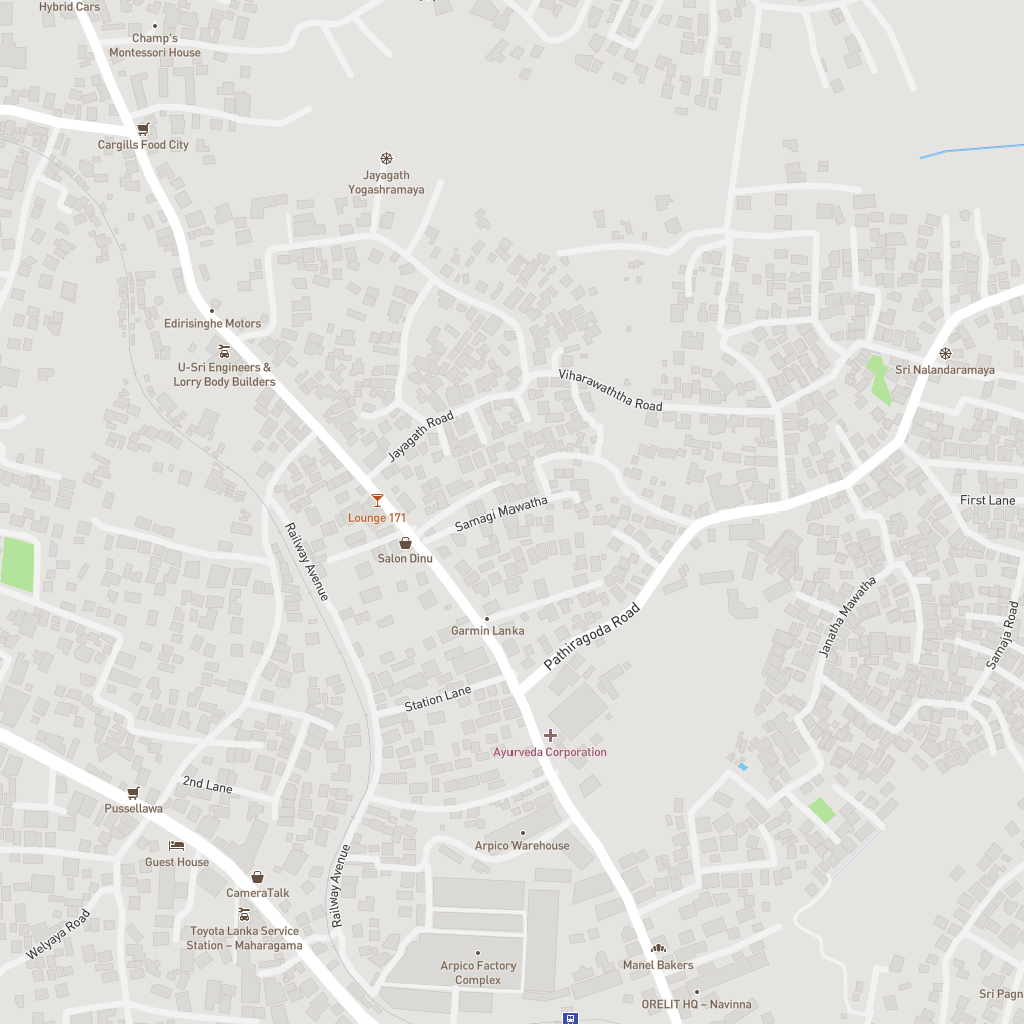 Hybrid Cars
Champ's
Montessori House
Cargills Food City
Jayagath
Yogashramaya
Edirisinghe Motors
U-Sri Engineers &
Lorry Body Builders
Sri Nalandaramaya
Viharawaththa Road
Jayagath Road
First Lane
Lounge 171
Samagi Mawatha
Salon Dinu
Railway Avenue
Garmin Lanka
Pathiragoda Road
Janatha Mawatha
Samaja Road
Station Lane
Ayurveda Corporation
2nd Lane
Pussellawa
Arpico Warehouse
Guest House
CameraTalk
Railway Avenue
Welyaya Road
Toyota Lanka Service
Station – Maharagama
Arpico Factory
Complex
Manel Bakers
ORELIT HQ – Navinna
Sri Pagn